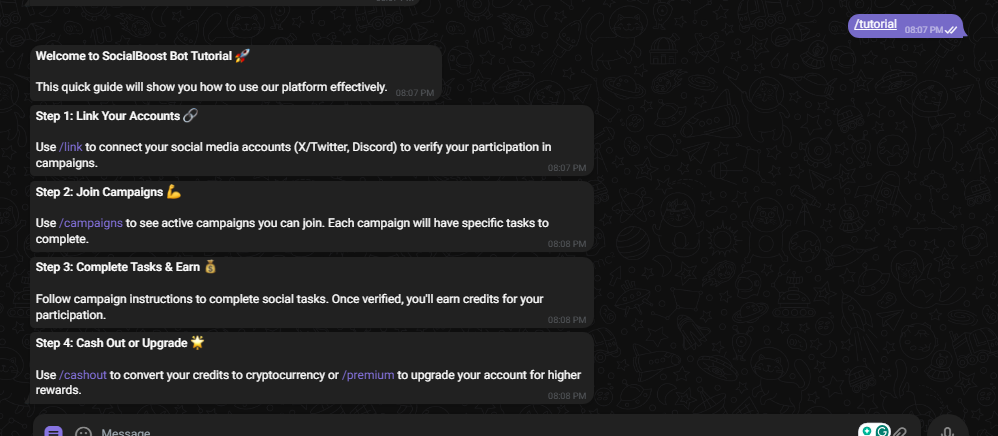 /tutorial
08:07 PM
Welcome to SocialBoost Bot Tutorial 🚀
This quick guide will show you how to use our platform effectively.
08:07 PM
Step 1: Link Your Accounts 🔗
Use /link to connect your social media accounts (X/Twitter, Discord) to verify your participation in
campaigns.
08:07 PM
Step 2: Join Campaigns 💪
Use /campaigns to see active campaigns you can join. Each campaign will have specific tasks to
complete.
08:08 PM
Step 3: Complete Tasks & Earn 💰
Follow campaign instructions to complete social tasks. Once verified, you'll earn credits for your
participation.
08:08 PM
Step 4: Cash Out or Upgrade 🌟
Use /cashout to convert your credits to cryptocurrency or /premium to upgrade your account for higher
rewards.
08:08 PM
Message